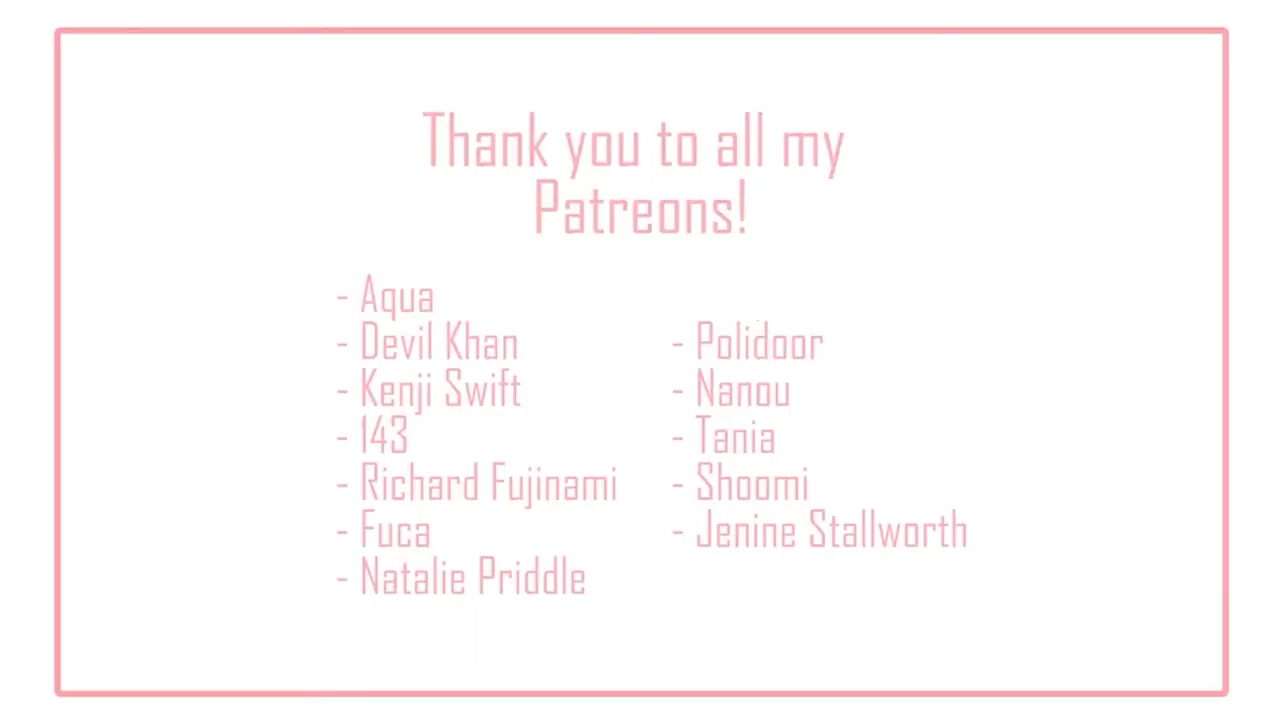 Thank you to all my
Patreons!
- Aqua
- Devil Khan
- Kenji Swift
- 143
- Richard Fujinami
- Fuca
- Natalie Priddle
- Polidoor
- Nanou
- Tania
- Shoomi
- Jenine Stallworth